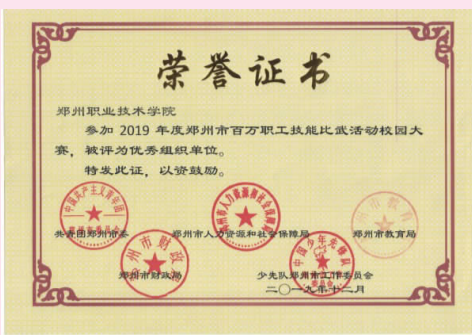 荣誉证书
郑州职业技术学院
参加 2019 年度郑州市百万职工技能比武活动校园大
赛，被评为优秀组织单位。
特发此证，以资鼓励。
共青团郑州市委 郑州市人力资源和社会保障局 郑州市教育局
郑州市财政局 少先队郑州市工作委员会
二〇一九年十二月